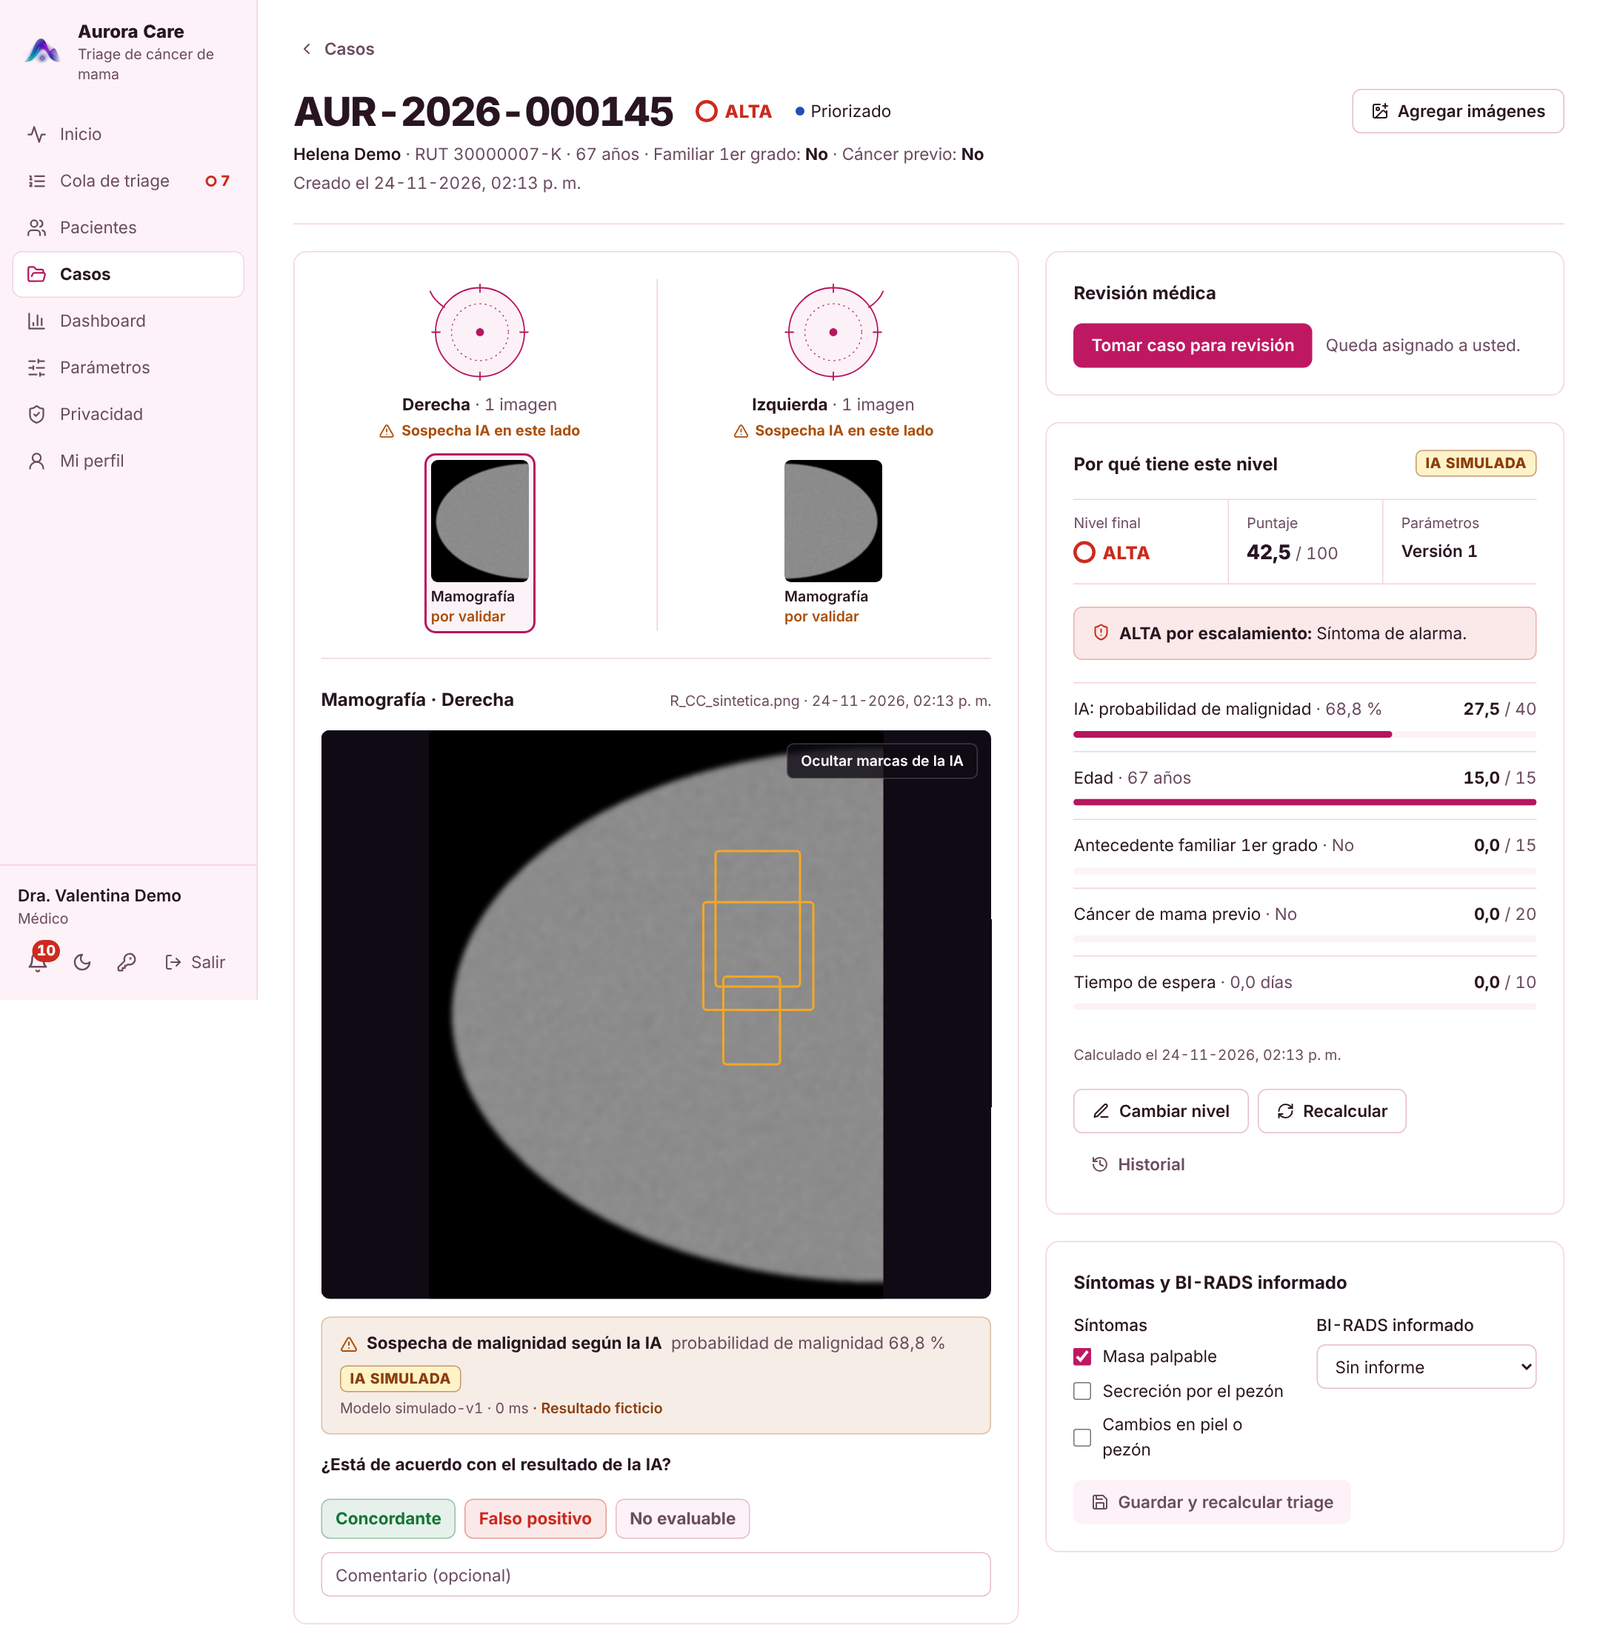 Aurora Care
Triage de cáncer de
mama
Inicio
Cola de triage
7
Pacientes
Casos
Dashboard
Parámetros
Privacidad
Mi perfil
Dra. Valentina Demo
Médico
10
Salir
Casos
AUR-2026-000145
ALTA
Priorizado
Agregar imágenes
Helena Demo · RUT 30000007-K · 67 años · Familiar 1er grado: No · Cáncer previo: No
Creado el 24-11-2026, 02:13 p. m.
Derecha · 1 imagen
Sospecha IA en este lado
Mamografía
por validar
Izquierda · 1 imagen
Sospecha IA en este lado
Mamografía
por validar
Mamografía · Derecha
R_CC_sintetica.png · 24-11-2026, 02:13 p. m.
Ocultar marcas de la IA
Sospecha de malignidad según la IA probabilidad de malignidad 68,8 %
IA SIMULADA
Modelo simulado-v1 · 0 ms · Resultado ficticio
¿Está de acuerdo con el resultado de la IA?
Concordante
Falso positivo
No evaluable
Comentario (opcional)
Revisión médica
Tomar caso para revisión
Queda asignado a usted.
Por qué tiene este nivel
IA SIMULADA
Nivel final
ALTA
Puntaje
42,5 / 100
Parámetros
Versión 1
ALTA por escalamiento: Síntoma de alarma.
IA: probabilidad de malignidad · 68,8 %
27,5 / 40
Edad · 67 años
15,0 / 15
Antecedente familiar 1er grado · No
0,0 / 15
Cáncer de mama previo · No
0,0 / 20
Tiempo de espera · 0,0 días
0,0 / 10
Calculado el 24-11-2026, 02:13 p. m.
Cambiar nivel
Recalcular
Historial
Síntomas y BI-RADS informado
Síntomas
Masa palpable
Secreción por el pezón
Cambios en piel o
pezón
BI-RADS informado
Sin informe
Guardar y recalcular triage